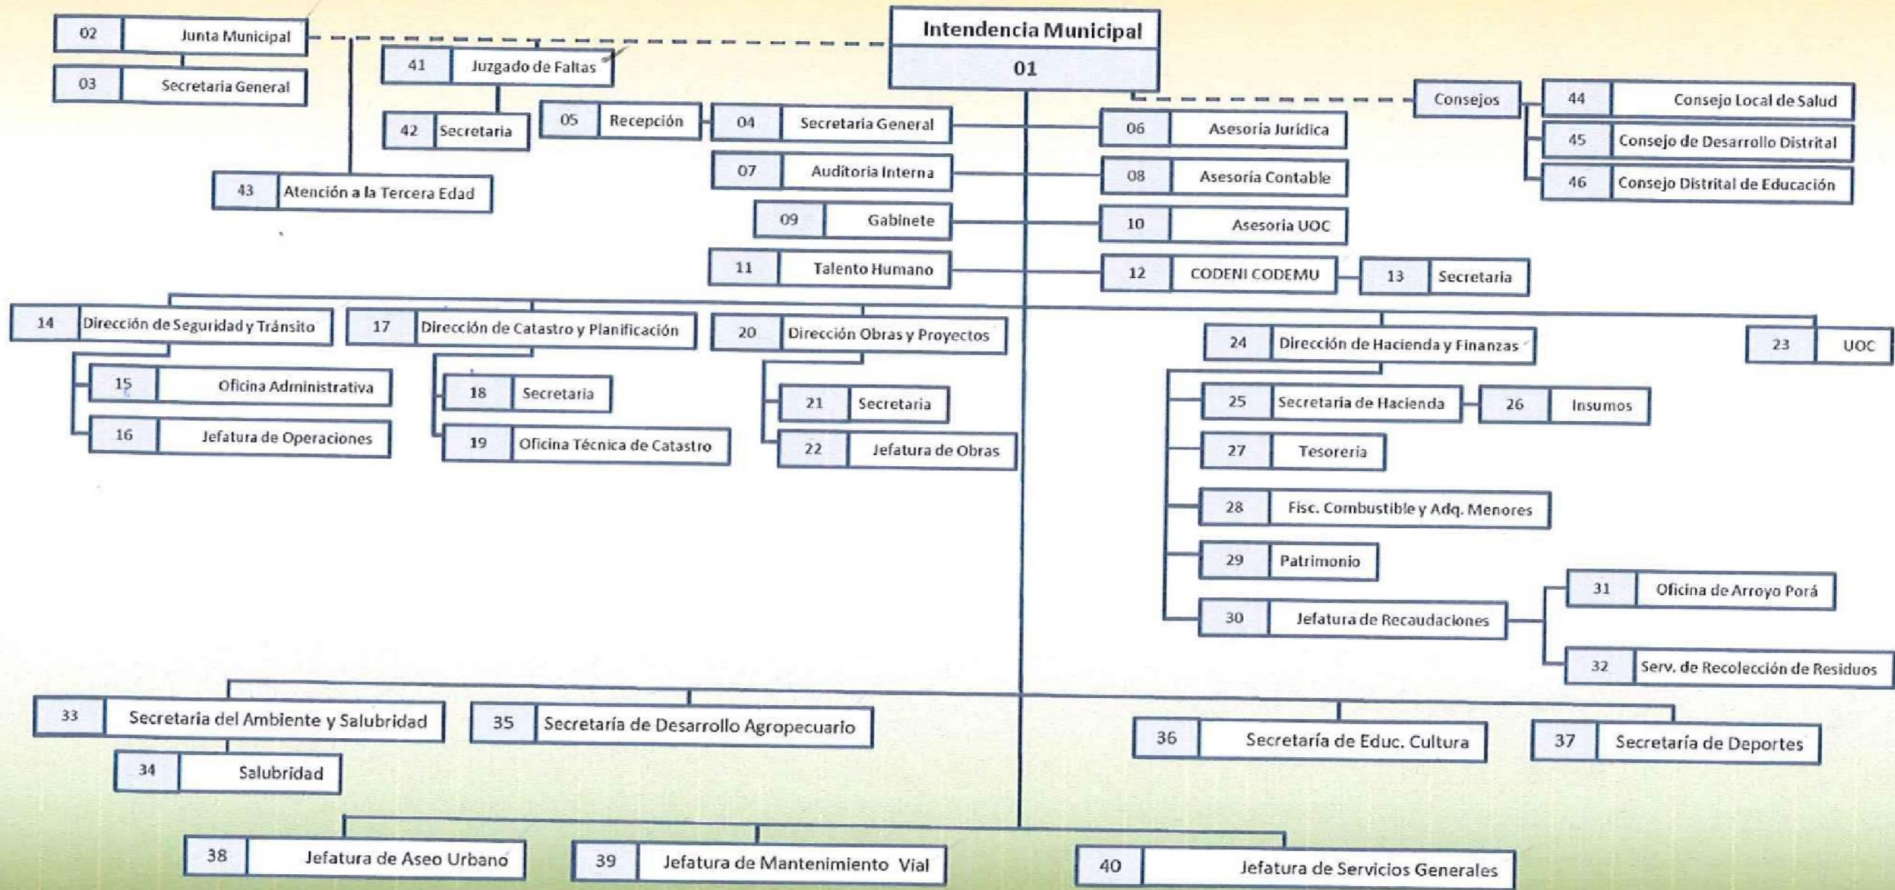 Intendencia Municipal
01
02 Junta Municipal
03 Secretaria General
41 Juzgado de Faltas
42 Secretaria
43 Atención a la Tercera Edad
Consejos
44 Consejo Local de Salud
45 Consejo de Desarrollo Distrital
46 Consejo Distrital de Educación
05 Recepción
04 Secretaria General
06 Asesoría Jurídica
07 Auditoria Interna
08 Asesoría Contable
09 Gabinete
10 Asesoria UOC
11 Talento Humano
12 CODENI CODEMU
13 Secretaria
14 Dirección de Seguridad y Tránsito
15 Oficina Administrativa
16 Jefatura de Operaciones
17 Dirección de Catastro y Planificación
18 Secretaria
19 Oficina Técnica de Catastro
20 Dirección Obras y Proyectos
21 Secretaria
22 Jefatura de Obras
24 Dirección de Hacienda y Finanzas
23 UOC
25 Secretaria de Hacienda
26 Insumos
27 Tesorería
28 Fisc. Combustible y Adq. Menores
29 Patrimonio
30 Jefatura de Recaudaciones
31 Oficina de Arroyo Porá
32 Serv. de Recolección de Residuos
33 Secretaria del Ambiente y Salubridad
34 Salubridad
35 Secretaría de Desarrollo Agropecuario
36 Secretaría de Educ. Cultura
37 Secretaría de Deportes
38 Jefatura de Aseo Urbano
39 Jefatura de Mantenimiento Vial
40 Jefatura de Servicios Generales